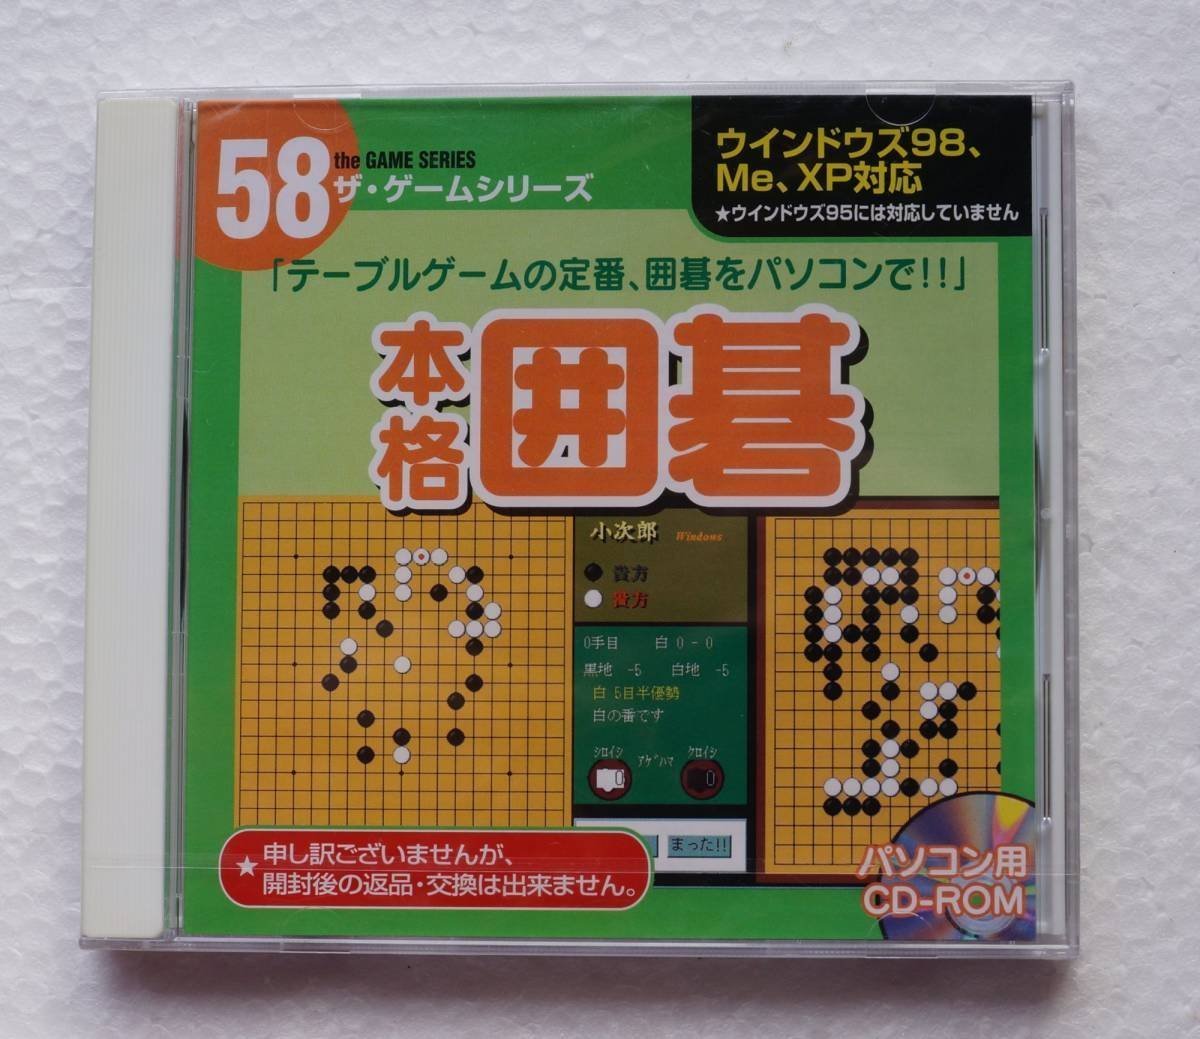 58
the GAME SERIES
ザ・ゲームシリーズ
ウインドウズ98、
Me、XP対応
★ウインドウズ95には対応していません
「テーブルゲームの定番、囲碁をパソコンで!!」
本格
囲碁
小次郎 Windows
貴方
貴方
0手目 白 0 - 0
黒地 -5 白地 -5
白 5目半優勢
白の番です
シロイシ アゲハマ クロイシ
0 0
まった!!
★申し訳ございませんが、
開封後の返品・交換は出来ません。
パソコン用
CD-ROM